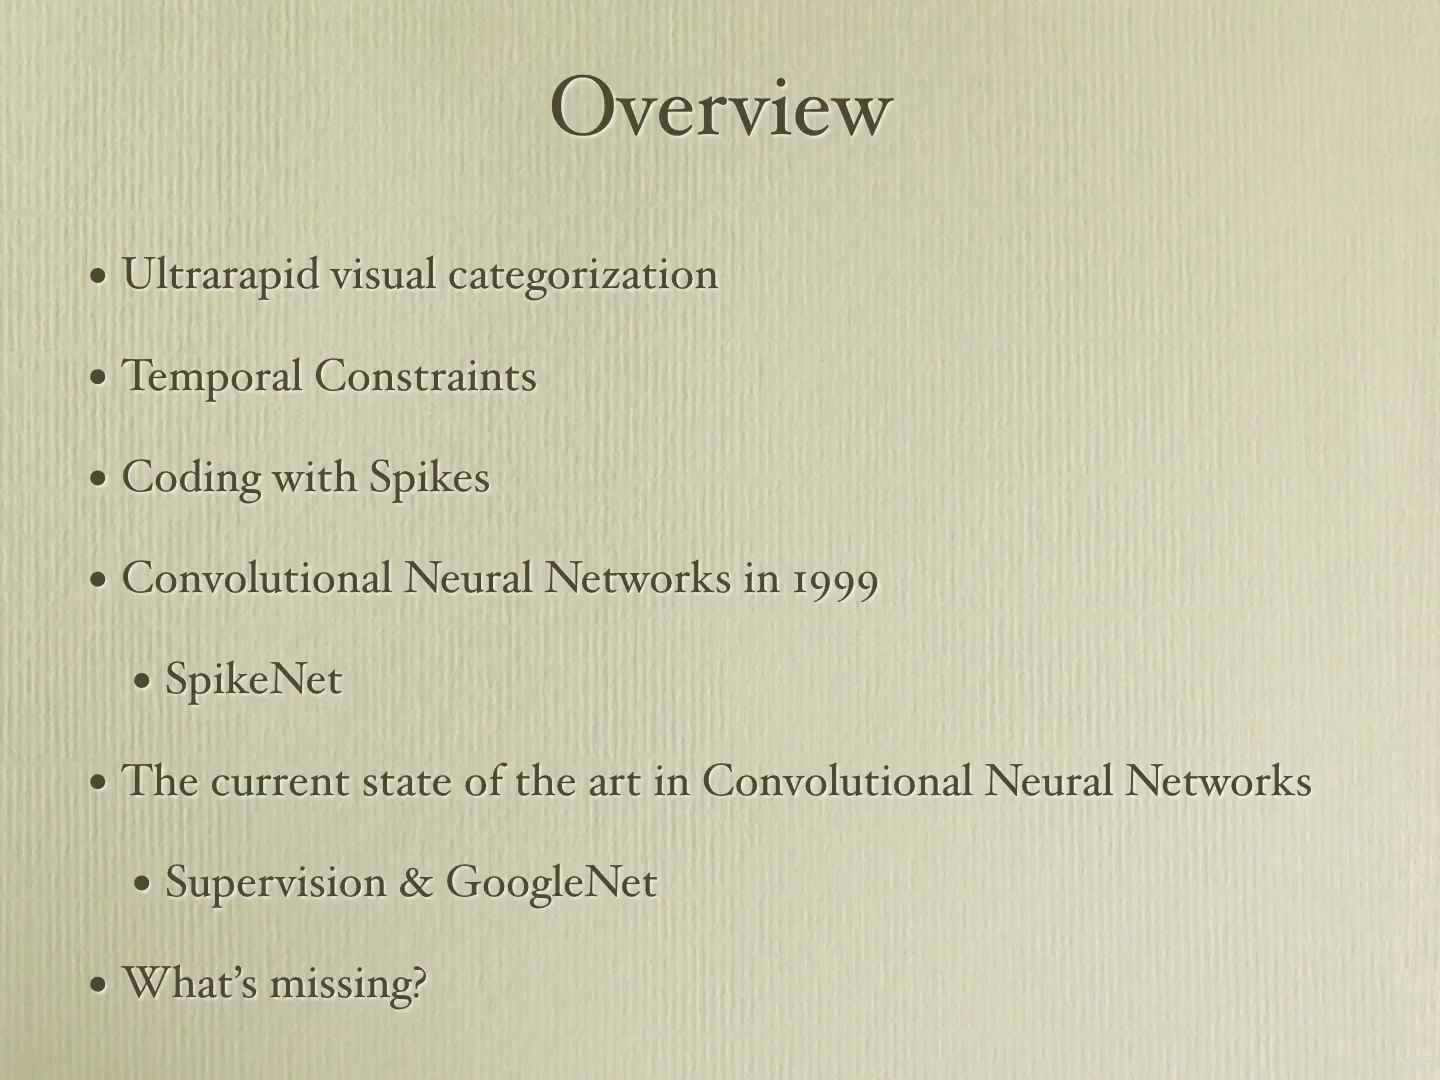 Overview
• Ultrarapid visual categorization
• Temporal Constraints
• Coding with Spikes
• Convolutional Neural Networks in 1999
• SpikeNet
• The current state of the art in Convolutional Neural Networks
• Supervision & GoogleNet
• What’s missing?